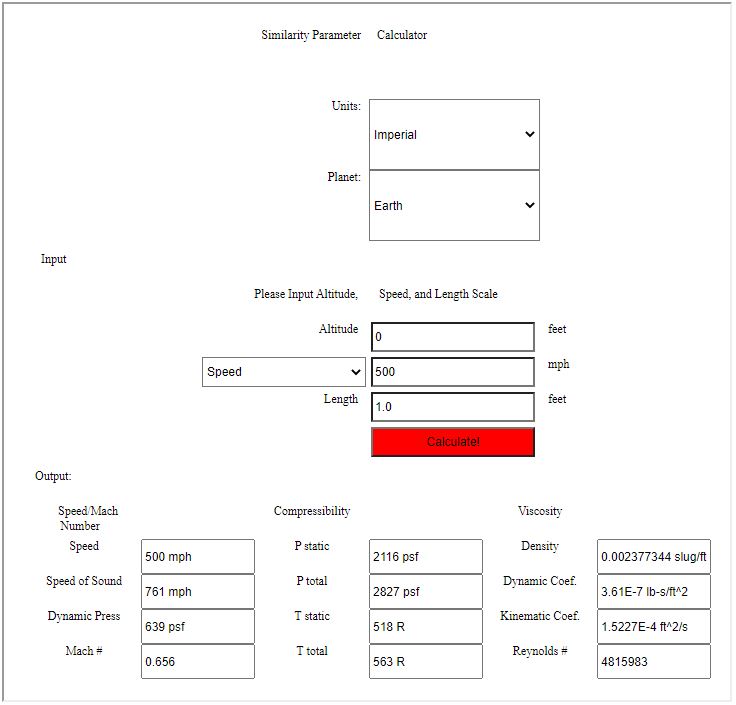 Similarity Parameter Calculator
Units: Imperial
Planet: Earth
Input
Please Input Altitude, Speed, and Length Scale
Altitude 0 feet
Speed 500 mph
Length 1.0 feet
Calculate!
Output:
Speed/Mach Number Compressibility Viscosity
Speed 500 mph P static 2116 psf Density 0.002377344 slug/ft
Speed of Sound 761 mph P total 2827 psf Dynamic Coef. 3.61E-7 lb-s/ft^2
Dynamic Press 639 psf T static 518 R Kinematic Coef. 1.5227E-4 ft^2/s
Mach # 0.656 T total 563 R Reynolds # 4815983